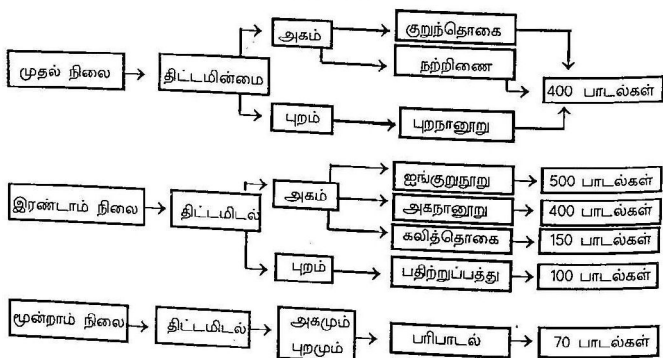 அகம்
குறுந்தொகை
முதல் நிலை
திட்டமின்மை
நற்றிணை
400 பாடல்கள்
புறம்
புறநானூறு
ஐங்குறுநூறு
500 பாடல்கள்
இரண்டாம் நிலை
திட்டமிடல்
அகம்
அகநானூறு
400 பாடல்கள்
கலித்தொகை
150 பாடல்கள்
புறம்
பதிற்றுப்பத்து
100 பாடல்கள்
மூன்றாம் நிலை
திட்டமிடல்
அகமும்
புறமும்
பரிபாடல்
70 பாடல்கள்